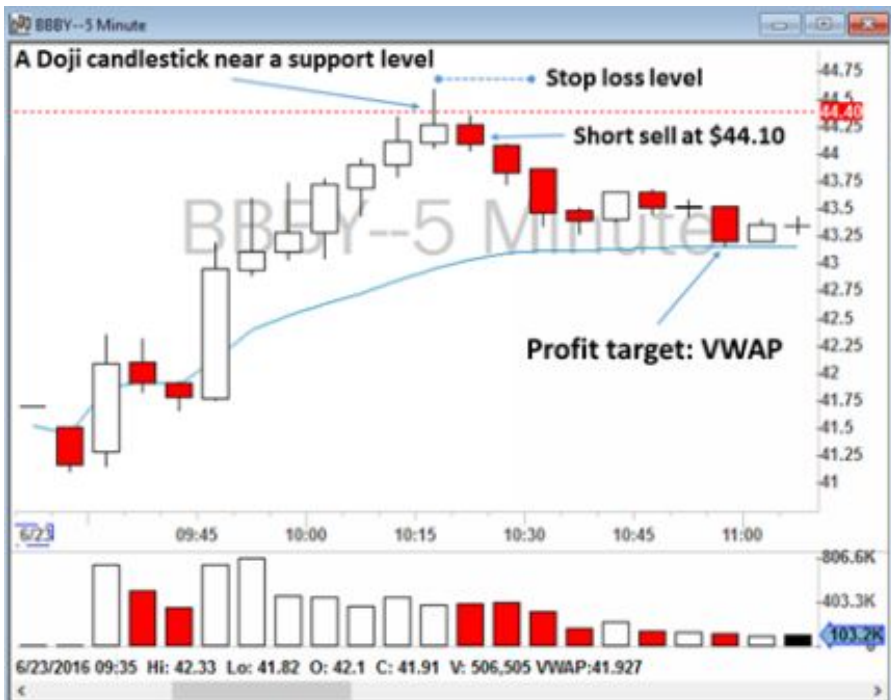 BBBY--5 Minute
A Doji candlestick near a support level
Stop loss level
Short sell at $44.10
BBBY--5 Minute
Profit target: VWAP
44.75
44.5
44.40
44.25
44
43.75
43.5
43.25
43
42.75
42.5
42.25
42
41.75
41.5
41.25
41
6/23 09:45 10:00 10:15 10:30 10:45 11:00
806.6K
403.3K
103.2K
0
6/23/2016 09:35 Hi: 42.33 Lo: 41.82 O: 42.1 C: 41.91 V: 506,505 VWAP:41.927